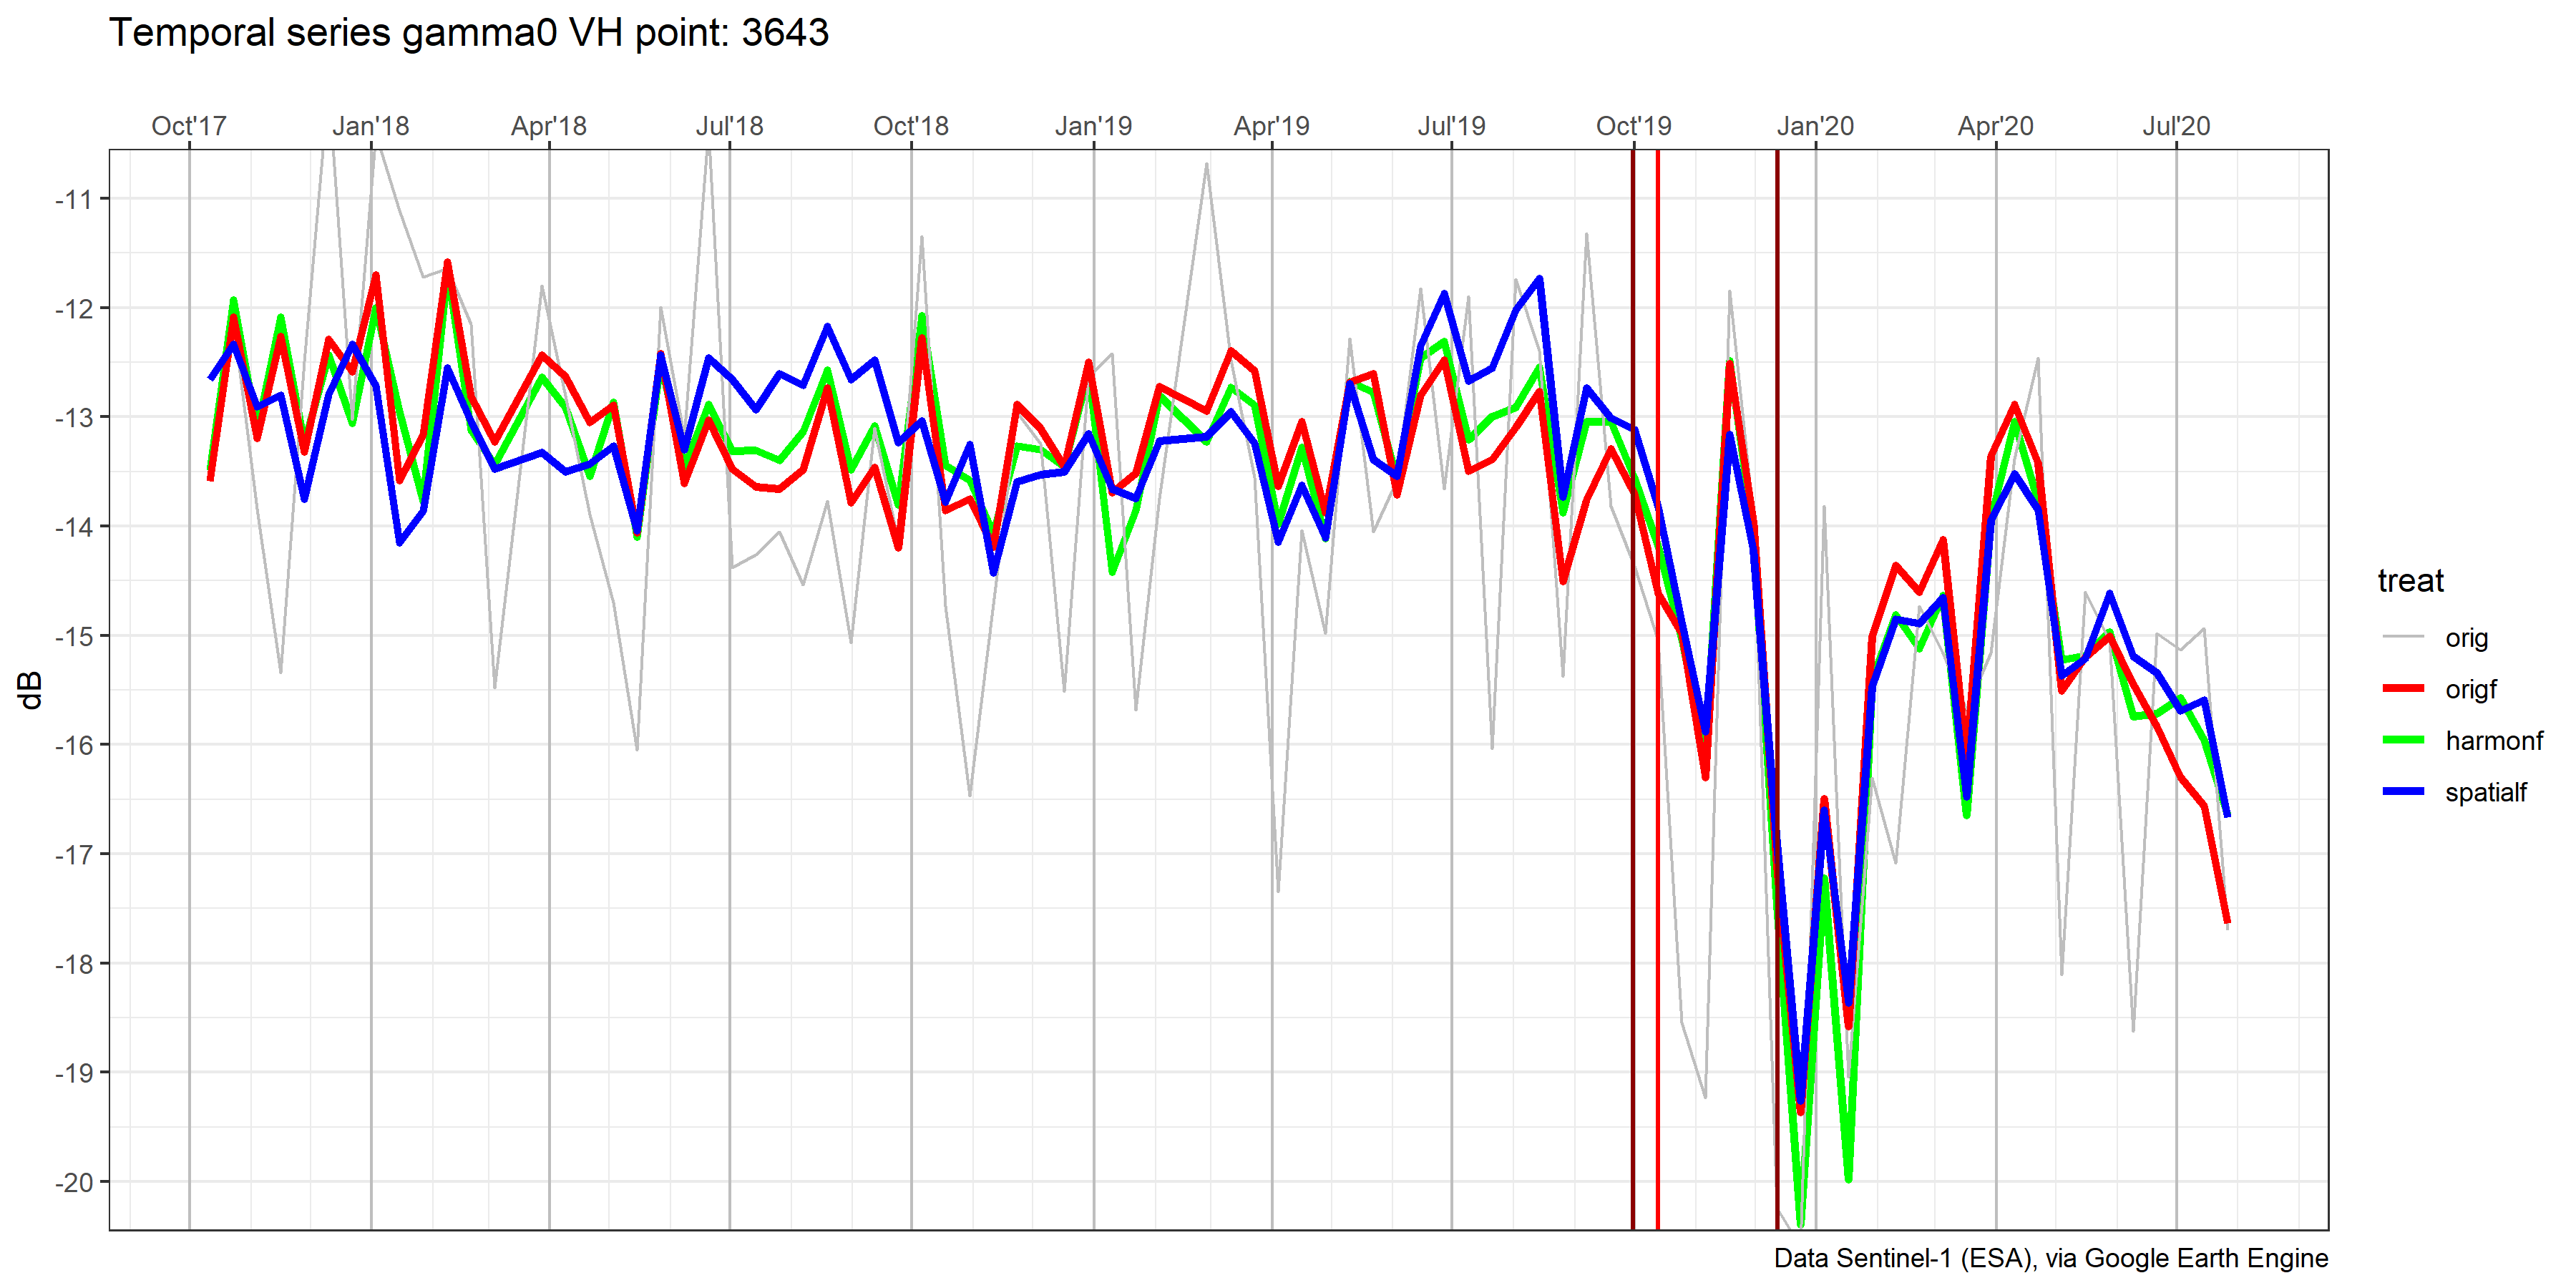 Temporal series gamma0 VH point: 3643
Oct'17 Jan'18 Apr'18 Jul'18 Oct'18 Jan'19 Apr'19 Jul'19 Oct'19 Jan'20 Apr'20 Jul'20
-11
-12
-13
-14
-15
-16
-17
-18
-19
-20
dB
treat
orig
origf
harmonf
spatialf
Data Sentinel-1 (ESA), via Google Earth Engine